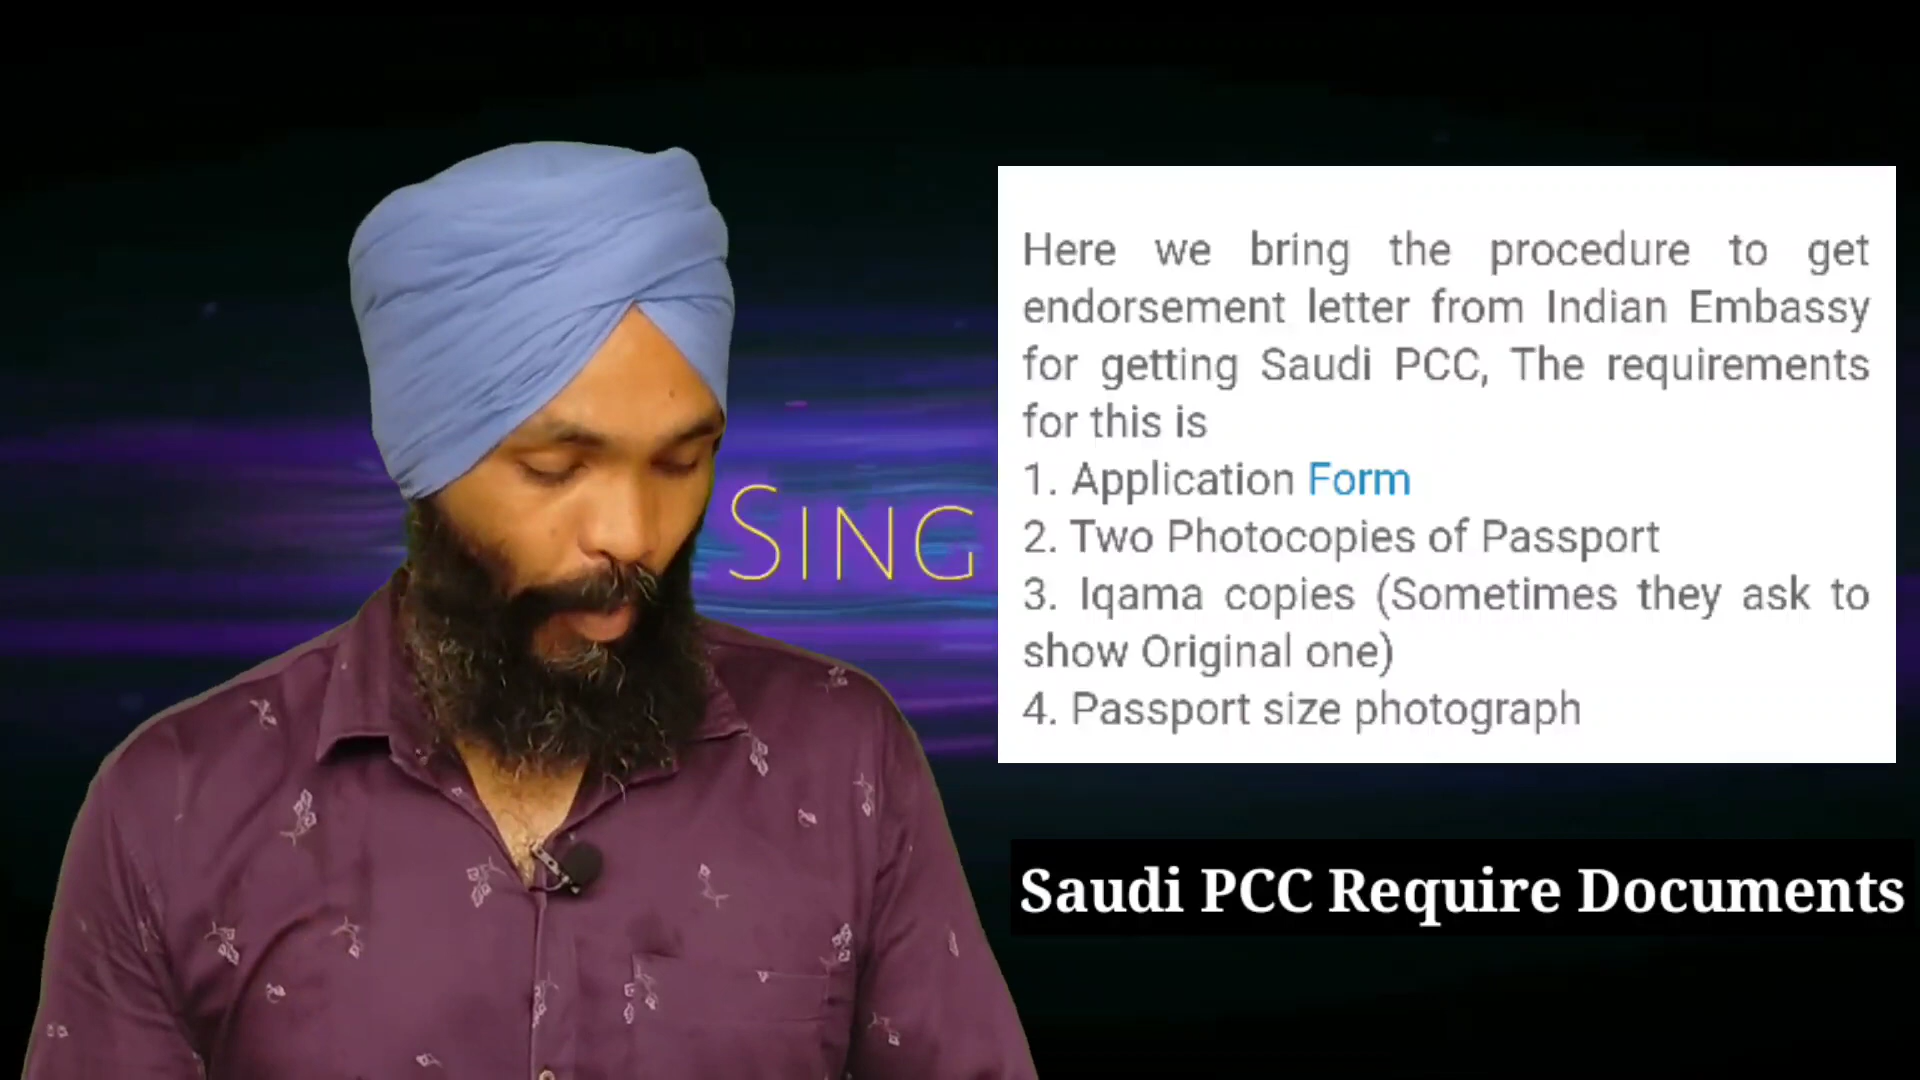 SING
Here we bring the procedure to get
endorsement letter from Indian Embassy
for getting Saudi PCC, The requirements
for this is
1. Application Form
2. Two Photocopies of Passport
3. Iqama copies (Sometimes they ask to
show Original one)
4. Passport size photograph
Saudi PCC Require Documents